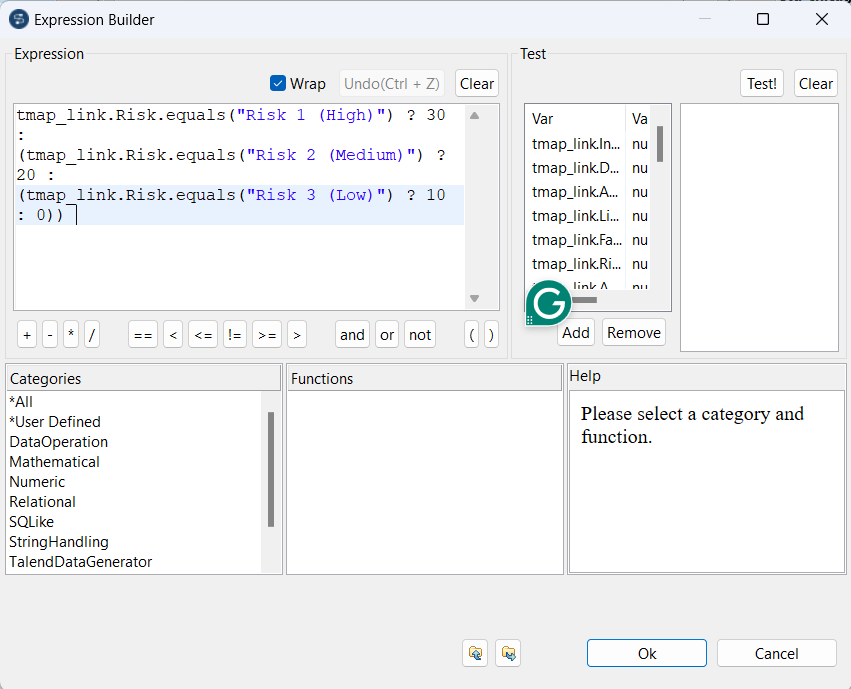 Expression Builder
Expression
Wrap
Undo(Ctrl + Z)
Clear
tmap_link.Risk.equals("Risk 1 (High)") ? 30
:
(tmap_link.Risk.equals("Risk 2 (Medium)") ?
20 :
(tmap_link.Risk.equals("Risk 3 (Low)") ? 10
: 0))
+ - * / == < <= != >= > and or not ( )
Test
Test!
Clear
Var Va
tmap_link.In... nu
tmap_link.D... nu
tmap_link.A... nu
tmap_link.Li... nu
tmap_link.Fa... nu
tmap_link.Ri... nu
Add
Remove
Categories
*All
*User Defined
DataOperation
Mathematical
Numeric
Relational
SQLike
StringHandling
TalendDataGenerator
Functions
Help
Please select a category and
function.
Ok
Cancel